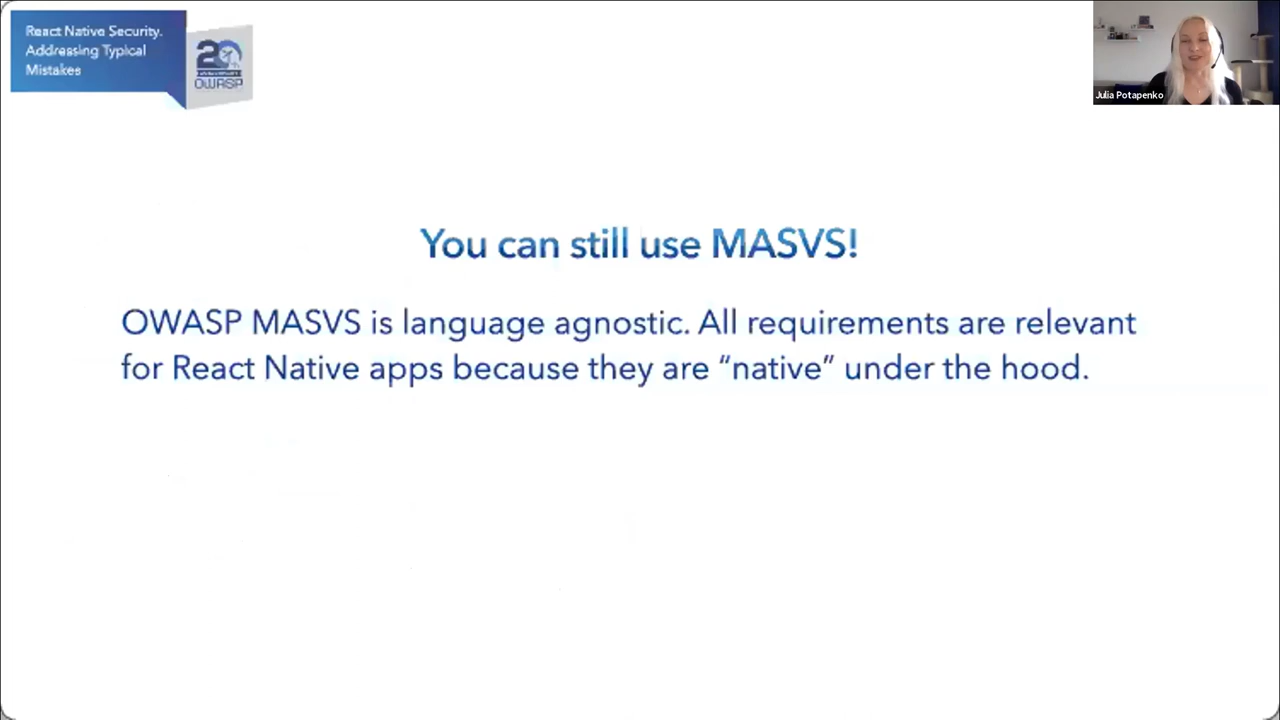 React Native Security.
Addressing Typical
Mistakes
20
OWASP
Julia Potapenko
You can still use MASVS!
OWASP MASVS is language agnostic. All requirements are relevant
for React Native apps because they are “native” under the hood.